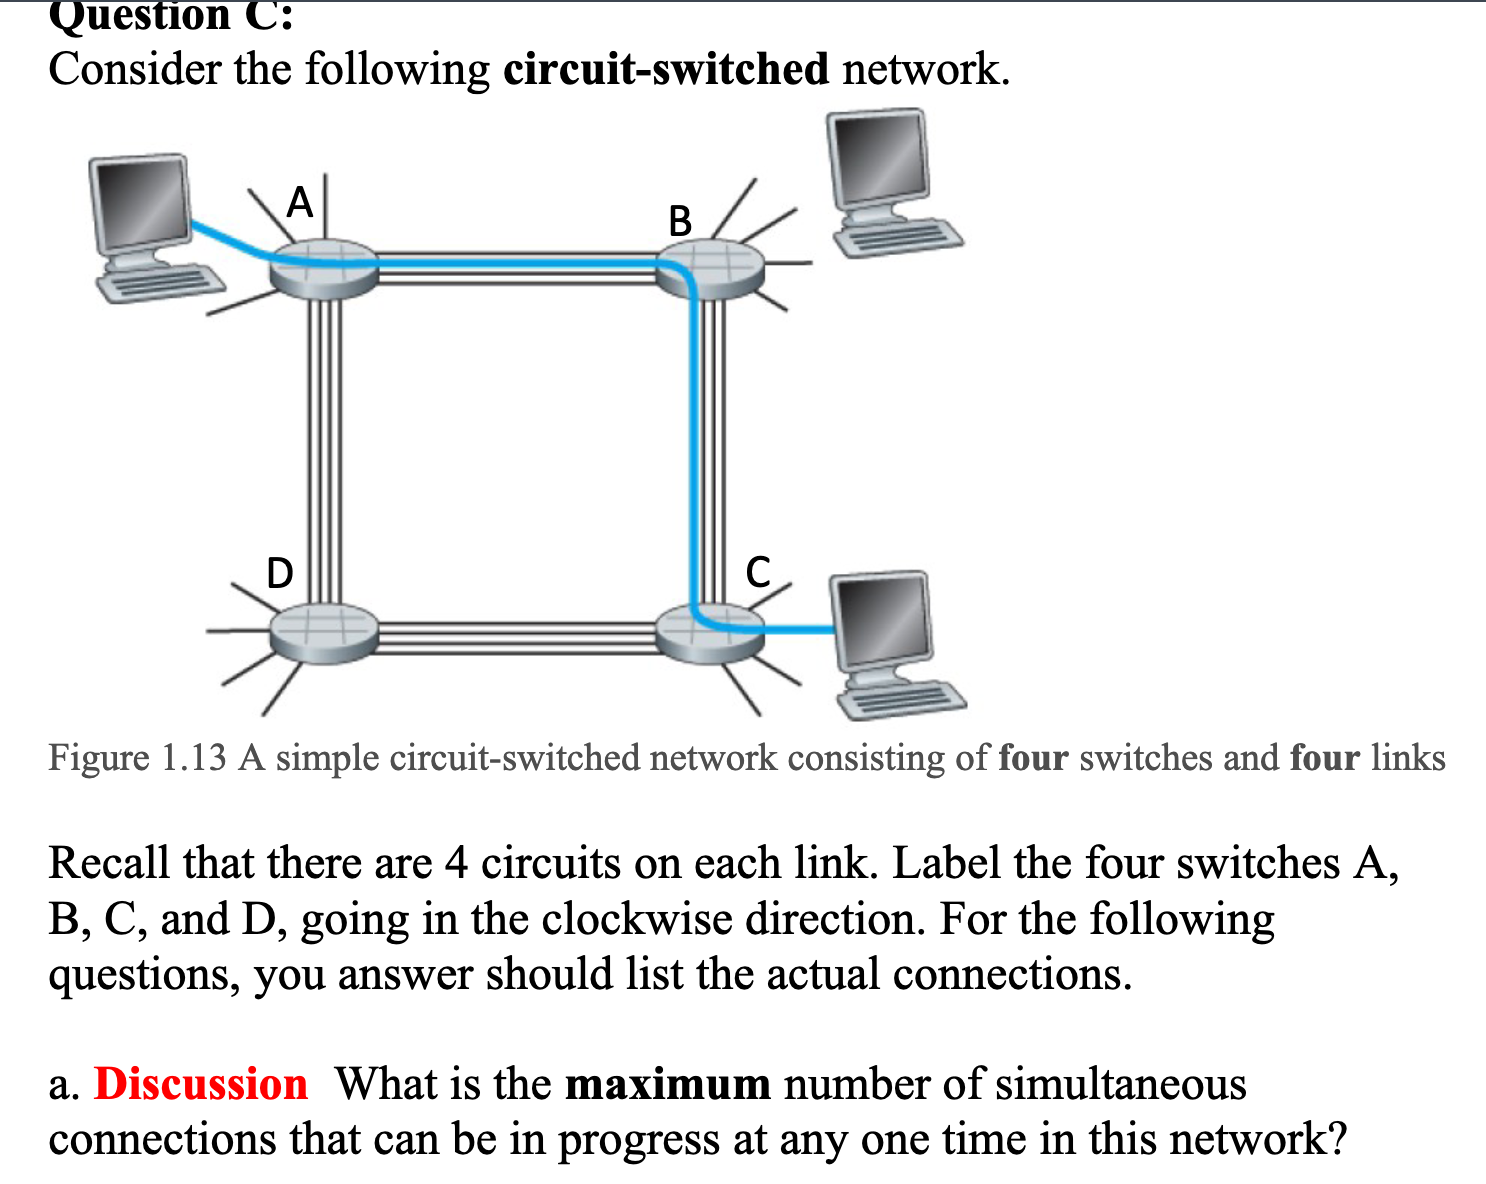 Question C:
Consider the following circuit-switched network.
A
B
D
C
Figure 1.13 A simple circuit-switched network consisting of four switches and four links
Recall that there are 4 circuits on each link. Label the four switches A,
B, C, and D, going in the clockwise direction. For the following
questions, you answer should list the actual connections.
a. Discussion What is the maximum number of simultaneous
connections that can be in progress at any one time in this network?